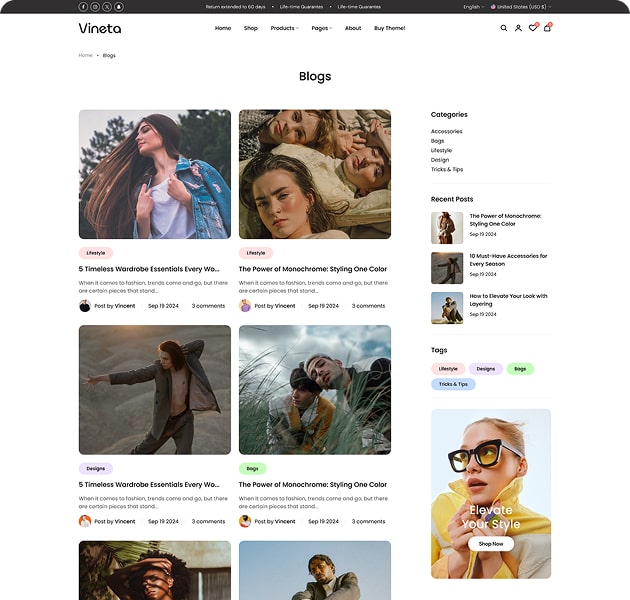 Return extended to 60 days • Life-time Guarantes • Life-time Guarantes
English
United States (USD $)
Vineta
Home Shop Products Pages About Buy Theme!
Home • Blogs
Blogs
Lifestyle
5 Timeless Wardrobe Essentials Every Wo...
When it comes to fashion, trends come and go, but there
are certain pieces that stand...
Post by Vincent Sep 19 2024 3 comments
Lifestyle
The Power of Monochrome: Styling One Color
When it comes to fashion, trends come and go, but there
are certain pieces that stand...
Post by Vincent Sep 19 2024 3 comments
Designs
5 Timeless Wardrobe Essentials Every Wo...
When it comes to fashion, trends come and go, but there
are certain pieces that stand...
Post by Vincent Sep 19 2024 3 comments
Bags
The Power of Monochrome: Styling One Color
When it comes to fashion, trends come and go, but there
are certain pieces that stand...
Post by Vincent Sep 19 2024 3 comments
Categories
Accessories
Bags
Lifestyle
Design
Tricks & Tips
Recent Posts
The Power of Monochrome:
Styling One Color
Sep 19 2024
10 Must-Have Accessories for
Every Season
Sep 19 2024
How to Elevate Your Look with
Layering
Sep 19 2024
Tags
Lifestyle Designs Bags
Tricks & Tips
Elevate
Your Style
Shop Now